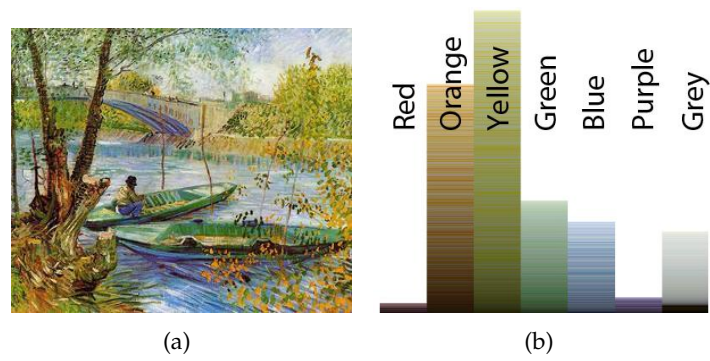 Red
Orange
Yellow
Green
Blue
Purple
Grey
(a)
(b)